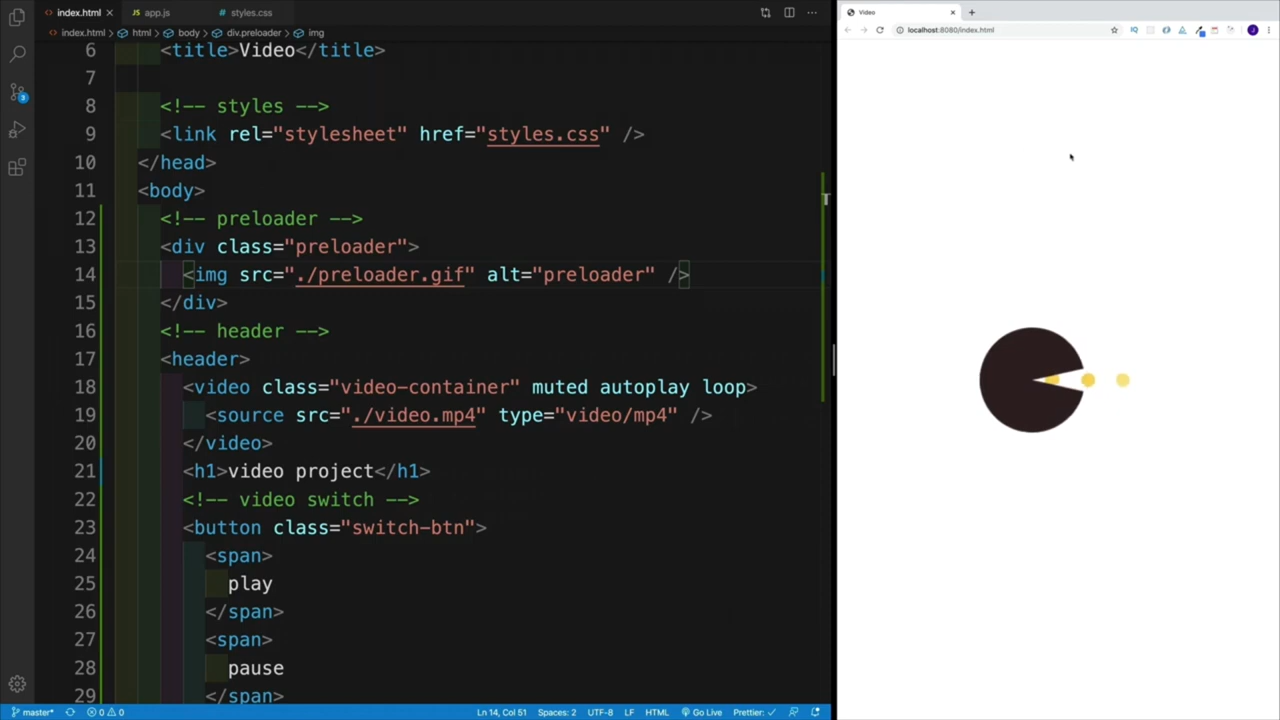 index.html
app.js
styles.css
index.html > html > body > div.preloader > img
6 <title>Video</title>
7
8 <!-- styles -->
9 <link rel="stylesheet" href="styles.css" />
10 </head>
11 <body>
12 <!-- preloader -->
13 <div class="preloader">
14 <img src="./preloader.gif" alt="preloader" />
15 </div>
16 <!-- header -->
17 <header>
18 <video class="video-container" muted autoplay loop>
19 <source src="./video.mp4" type="video/mp4" />
20 </video>
21 <h1>video project</h1>
22 <!-- video switch -->
23 <button class="switch-btn">
24 <span>
25 play
26 </span>
27 <span>
28 pause
29 </span>
3
master*
0 0
Ln 14, Col 51
Spaces: 2
UTF-8
LF
HTML
Go Live
Prettier: ✓
Video
localhost:8080/index.html
J